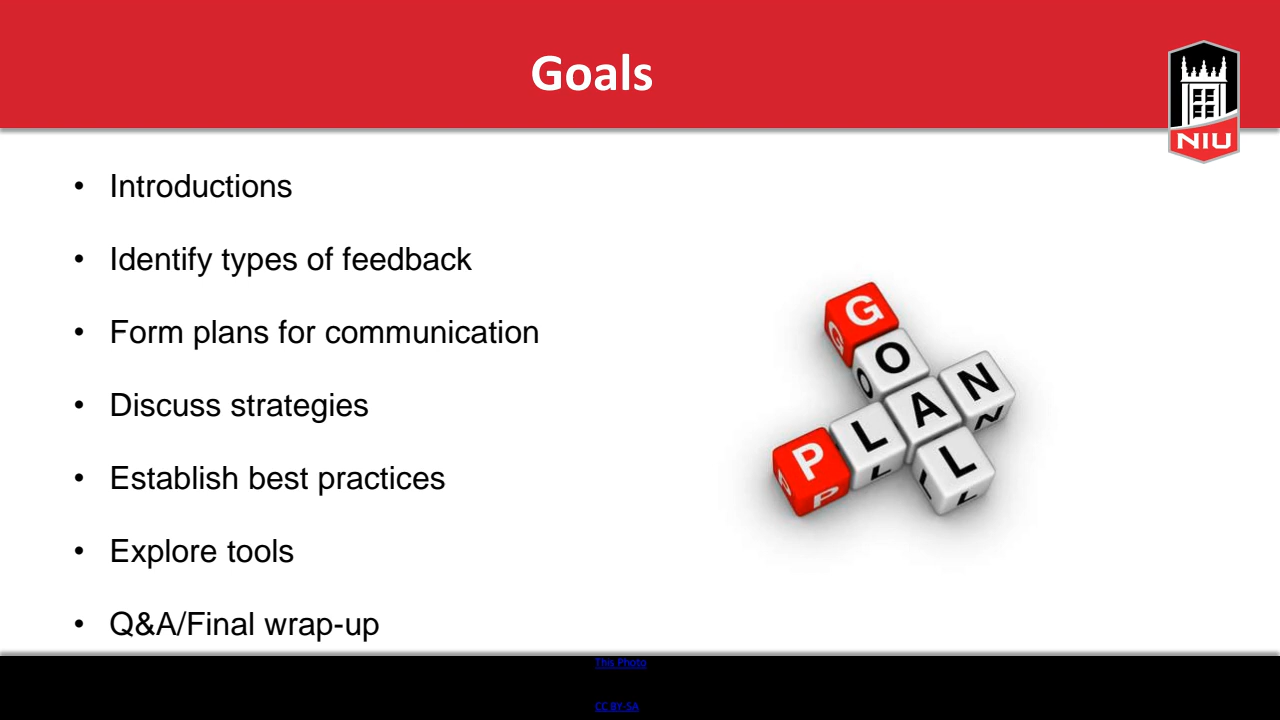 Goals
NIU
• Introductions
• Identify types of feedback
• Form plans for communication
• Discuss strategies
• Establish best practices
• Explore tools
• Q&A/Final wrap-up
GOAL
PLAN
This Photo
CC BY-SA